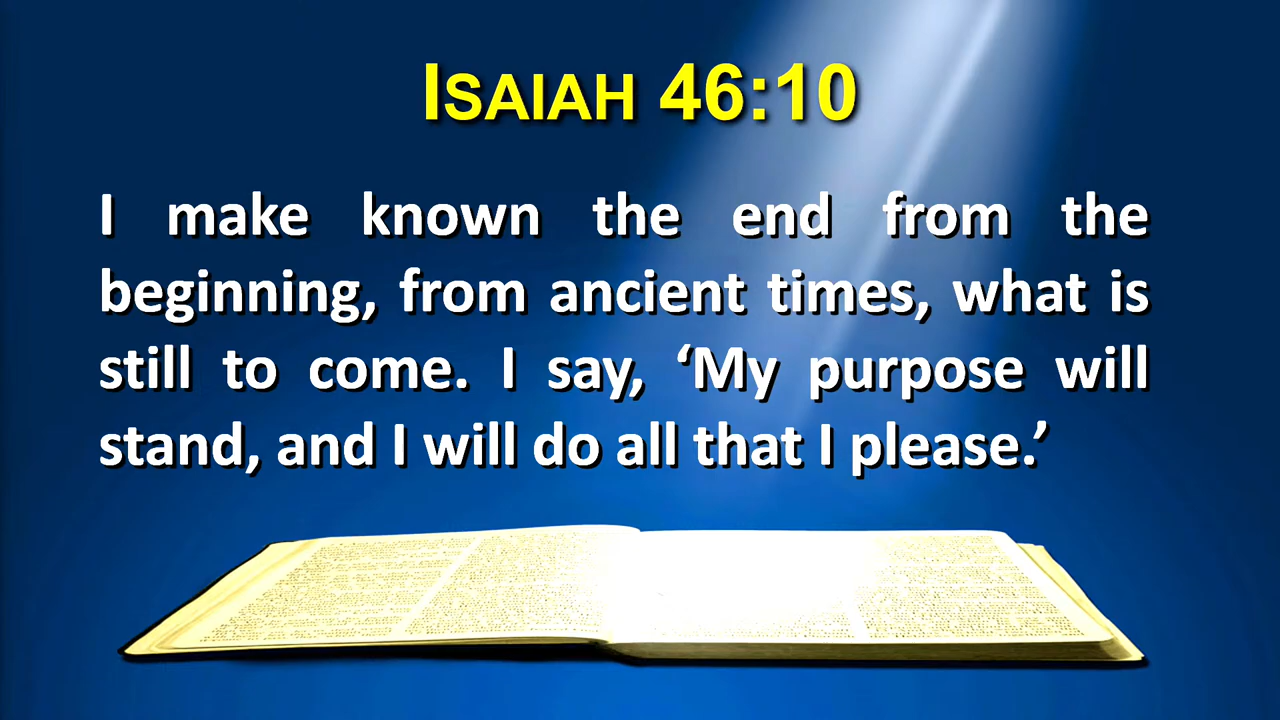 ISAIAH 46:10
I make known the end from the
beginning, from ancient times, what is
still to come. I say, ‘My purpose will
stand, and I will do all that I please.’